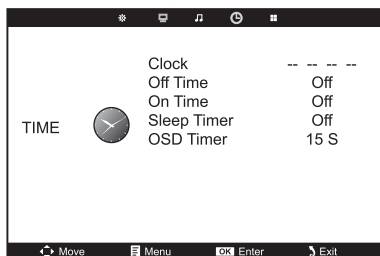 TIME
Clock -- -- -- --
Off Time Off
On Time Off
Sleep Timer Off
OSD Timer 15 S
Move Menu OK Enter Exit